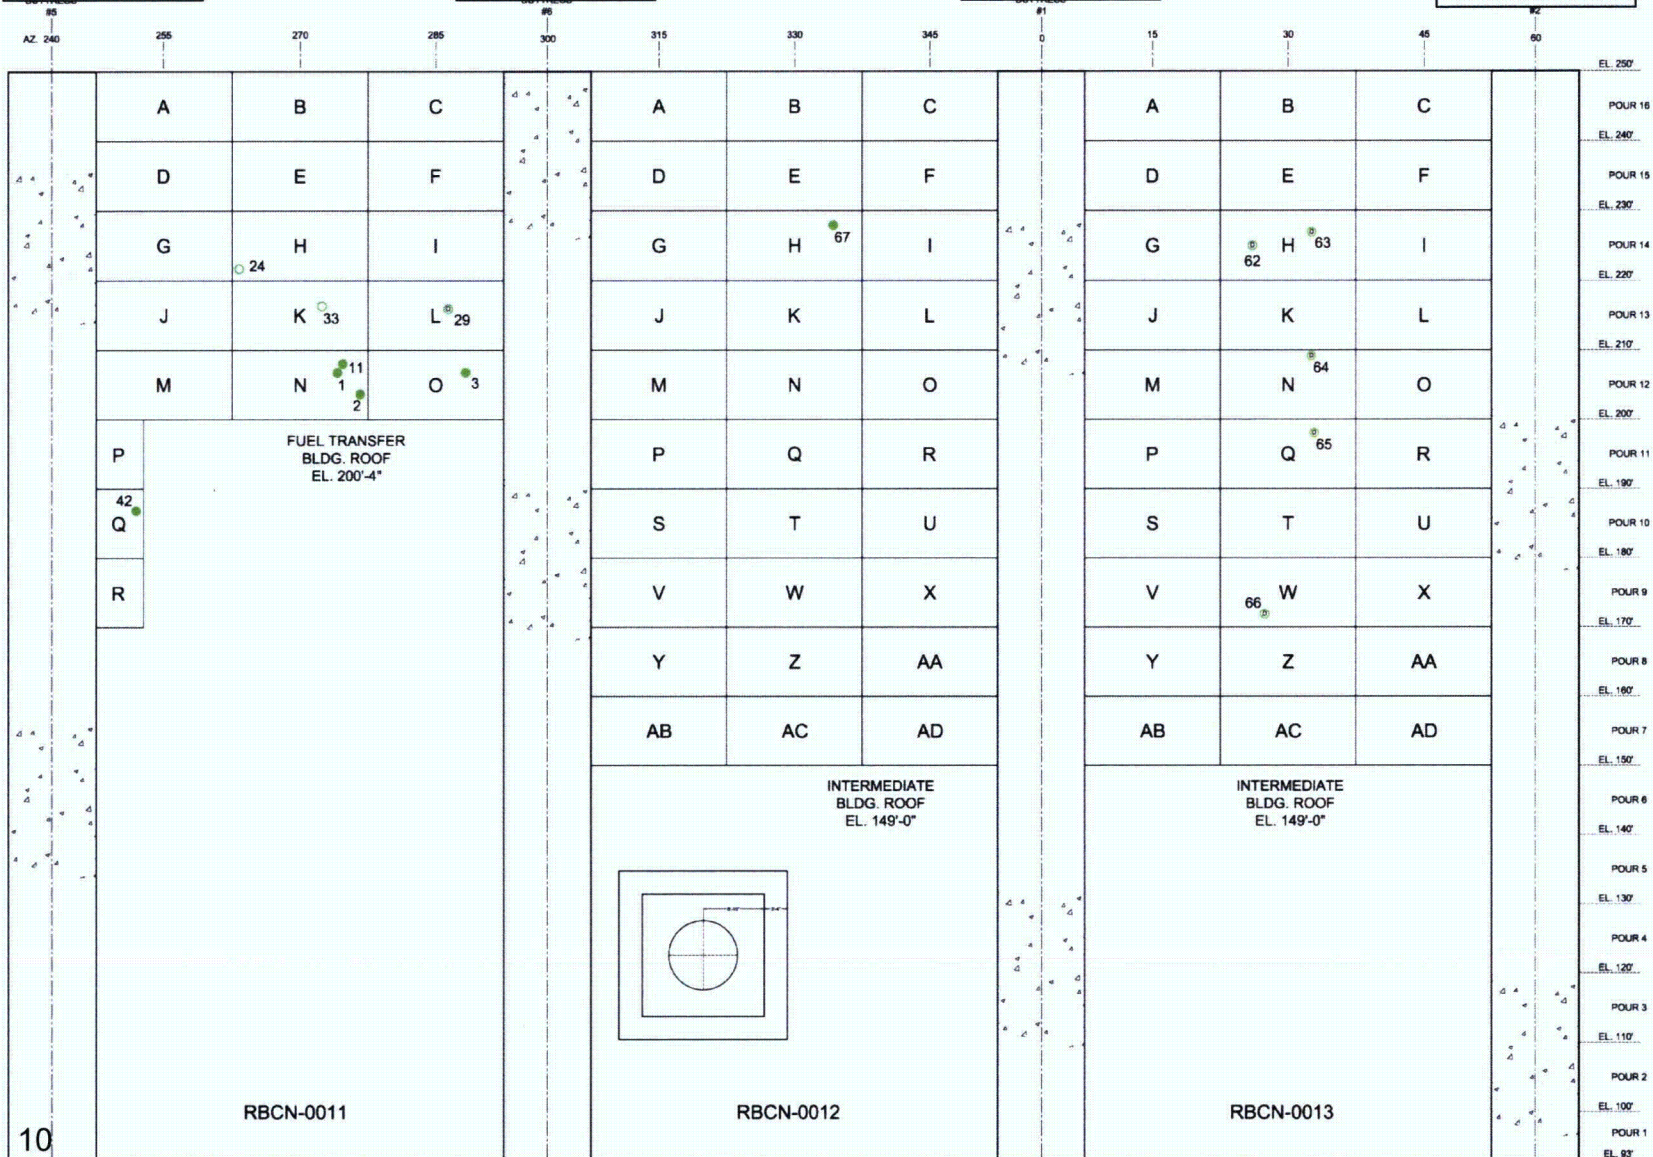 #5 #6 #1 #2
AZ. 240 255 270 285 300 315 330 345 0 15 30 45 60
EL. 250'
A B C A B C A B C POUR 16
EL. 240'
D E F D E F D E F POUR 15
EL. 230'
G H I G H I G H I POUR 14
24 67 62 63
EL. 220'
J K L J K L J K L POUR 13
33 29
EL. 210'
M N O M N O M N O POUR 12
11 1 2 3 64
EL. 200'
FUEL TRANSFER
BLDG. ROOF
EL. 200'-4"
P P Q R P Q R POUR 11
65
EL. 190'
42
Q S T U S T U POUR 10
EL. 180'
R V W X V W X POUR 9
66
EL. 170'
Y Z AA Y Z AA POUR 8
EL. 160'
AB AC AD AB AC AD POUR 7
EL. 150'
INTERMEDIATE
BLDG. ROOF
EL. 149'-0"
INTERMEDIATE
BLDG. ROOF
EL. 149'-0"
POUR 6
EL. 140'
POUR 5
EL. 130'
POUR 4
EL. 120'
POUR 3
EL. 110'
POUR 2
EL. 100'
RBCN-0011 RBCN-0012 RBCN-0013
POUR 1
10
EL. 93'